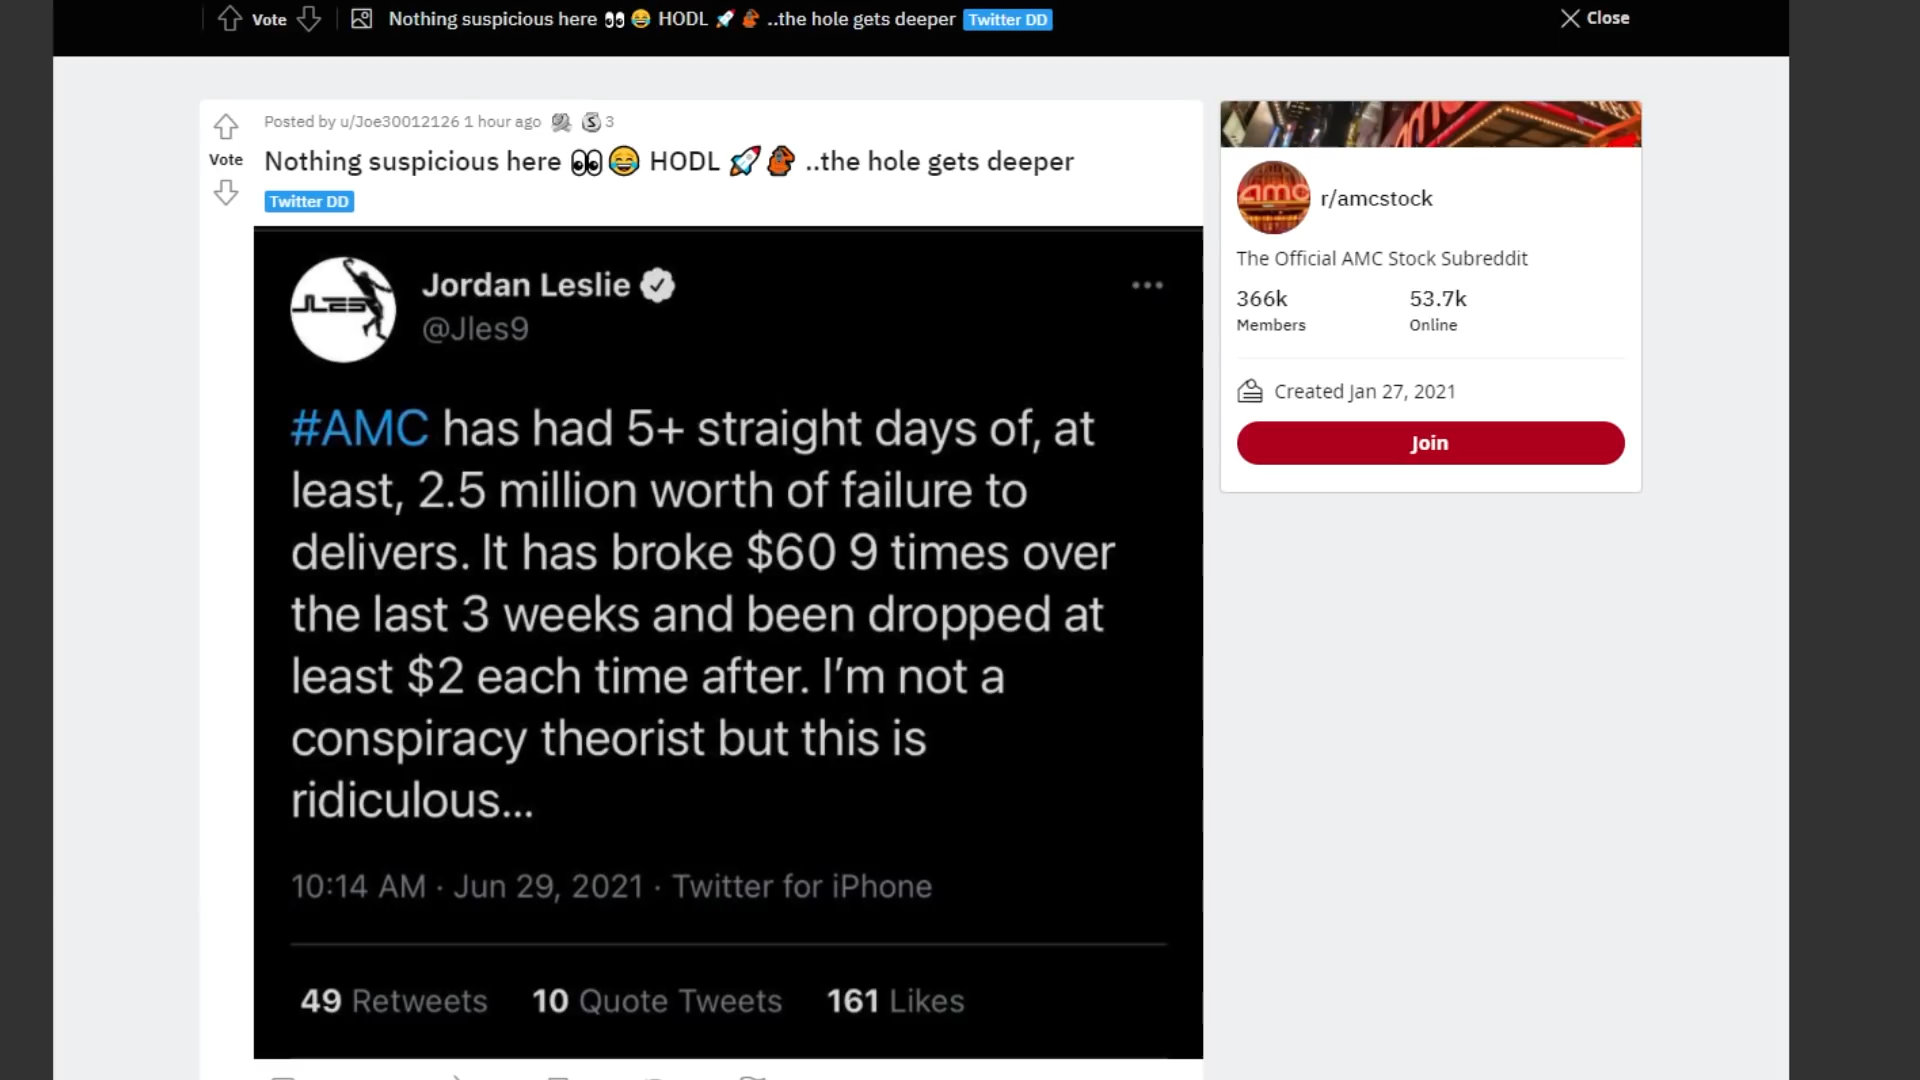 Vote
Nothing suspicious here 👀😂 HODL 🚀🦍 ..the hole gets deeper
Twitter DD
Close
Posted by u/Joe30012126 1 hour ago
S 3
Vote
Nothing suspicious here 👀😂 HODL 🚀🦍 ..the hole gets deeper
Twitter DD
JLES
Jordan Leslie
@Jles9
#AMC has had 5+ straight days of, at
least, 2.5 million worth of failure to
delivers. It has broke $60 9 times over
the last 3 weeks and been dropped at
least $2 each time after. I’m not a
conspiracy theorist but this is
ridiculous...
10:14 AM · Jun 29, 2021 · Twitter for iPhone
49 Retweets 10 Quote Tweets 161 Likes
amc
r/amcstock
The Official AMC Stock Subreddit
366k
Members
53.7k
Online
Created Jan 27, 2021
Join